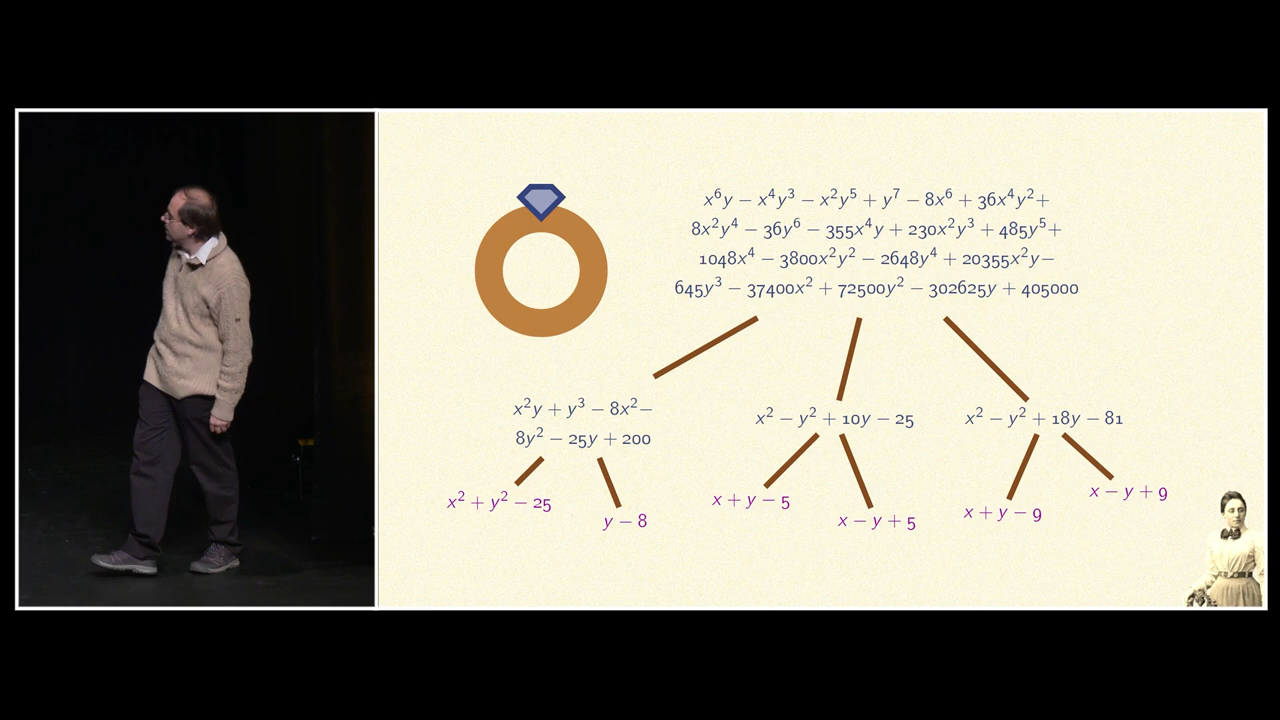 x⁶y − x⁴y³ − x²y⁵ + y⁷ − 8x⁶ + 36x⁴y²+
8x²y⁴ − 36y⁶ − 355x⁴y + 230x²y³ + 485y⁵+
1048x⁴ − 3800x²y² − 2648y⁴ + 20355x²y−
645y³ − 37400x² + 72500y² − 302625y + 405000
x²y + y³ − 8x²−
8y² − 25y + 200
x² − y² + 10y − 25
x² − y² + 18y − 81
x² + y² − 25
y − 8
x + y − 5
x − y + 5
x + y − 9
x − y + 9